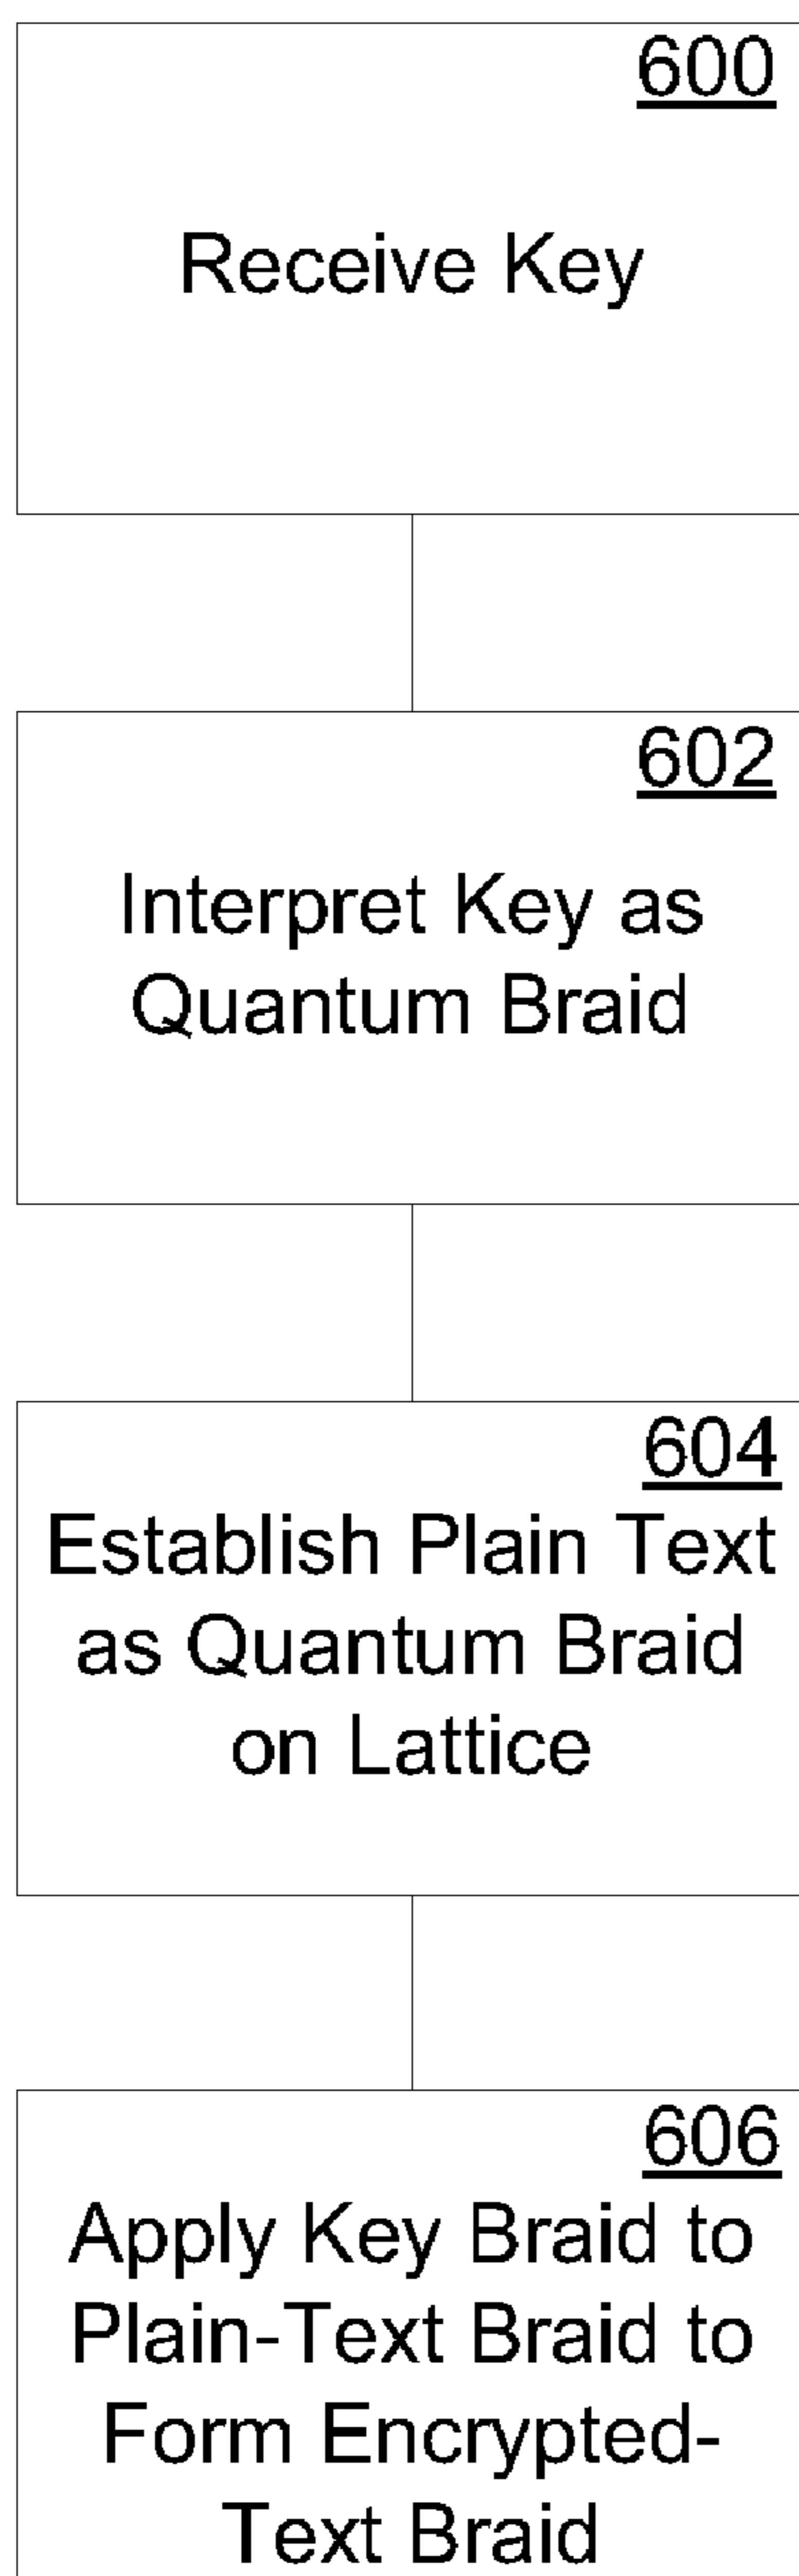 600
Receive Key
602
Interpret Key as
Quantum Braid
604
Establish Plain Text
as Quantum Braid
on Lattice
606
Apply Key Braid to
Plain-Text Braid to
Form Encrypted-
Text Braid